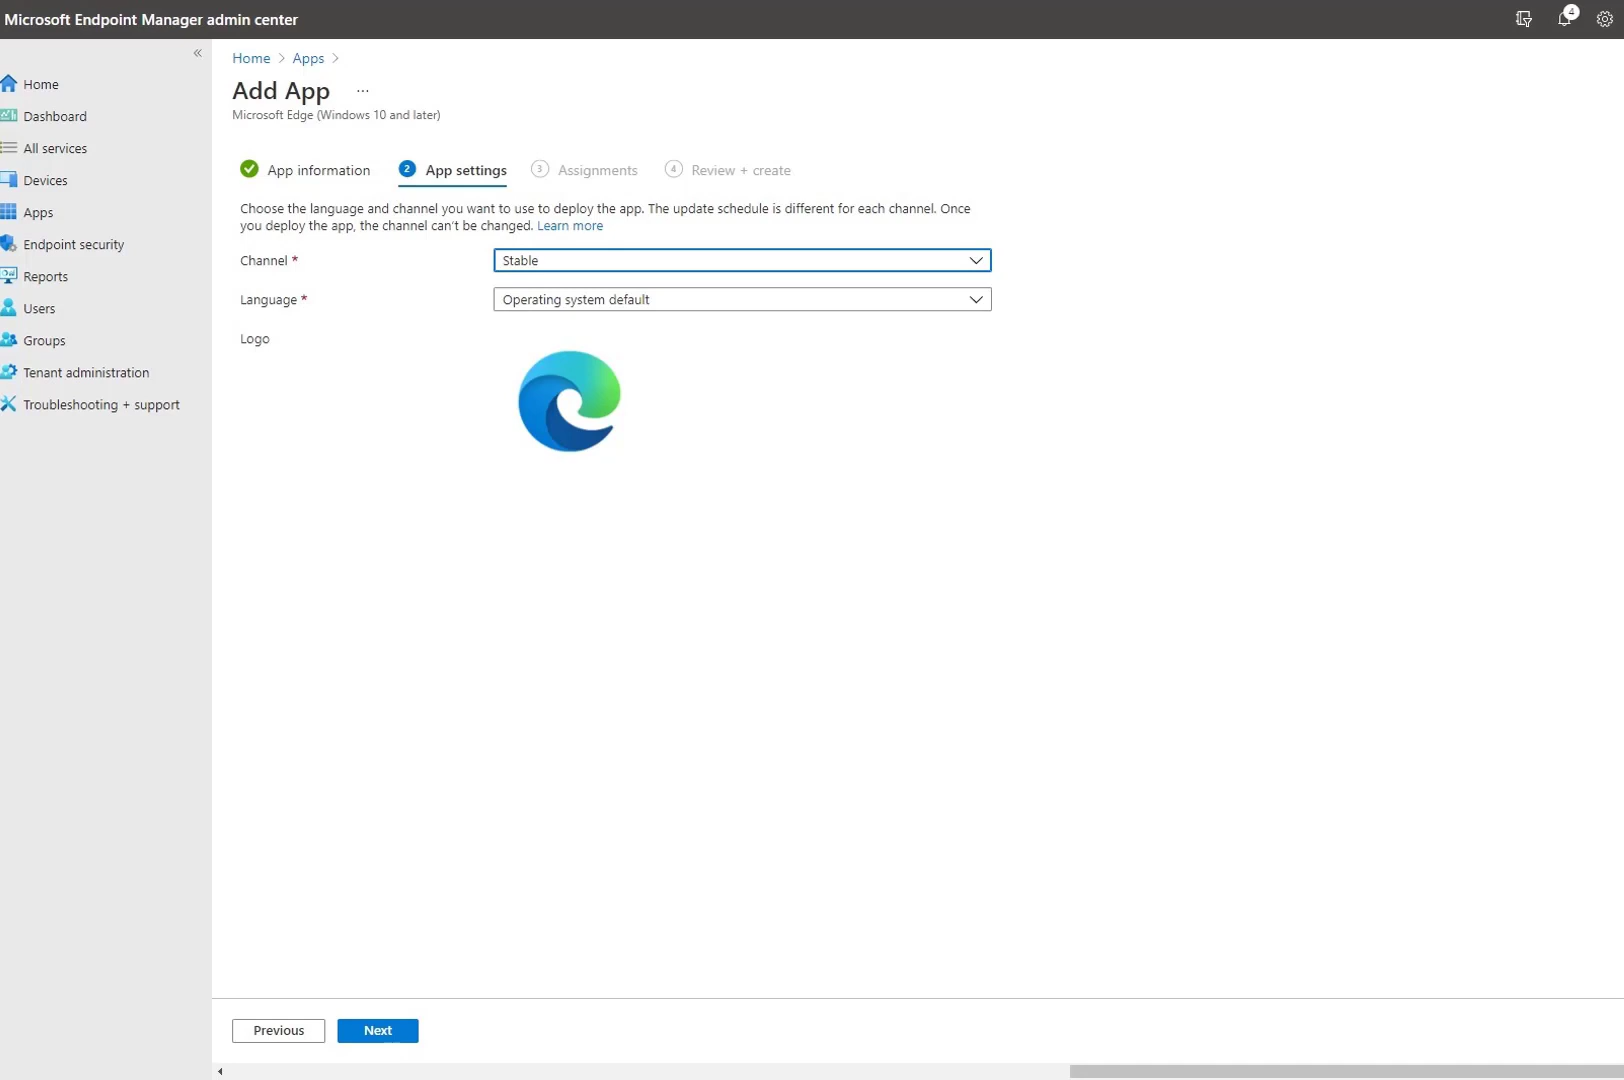 Microsoft Endpoint Manager admin center
4
«
Home > Apps >
Home
Dashboard
All services
Devices
Apps
Endpoint security
Reports
Users
Groups
Tenant administration
Troubleshooting + support
Add App ...
Microsoft Edge (Windows 10 and later)
App information
2 App settings
3 Assignments
4 Review + create
Choose the language and channel you want to use to deploy the app. The update schedule is different for each channel. Once
you deploy the app, the channel can't be changed. Learn more
Channel * Stable
Language * Operating system default
Logo
Previous
Next